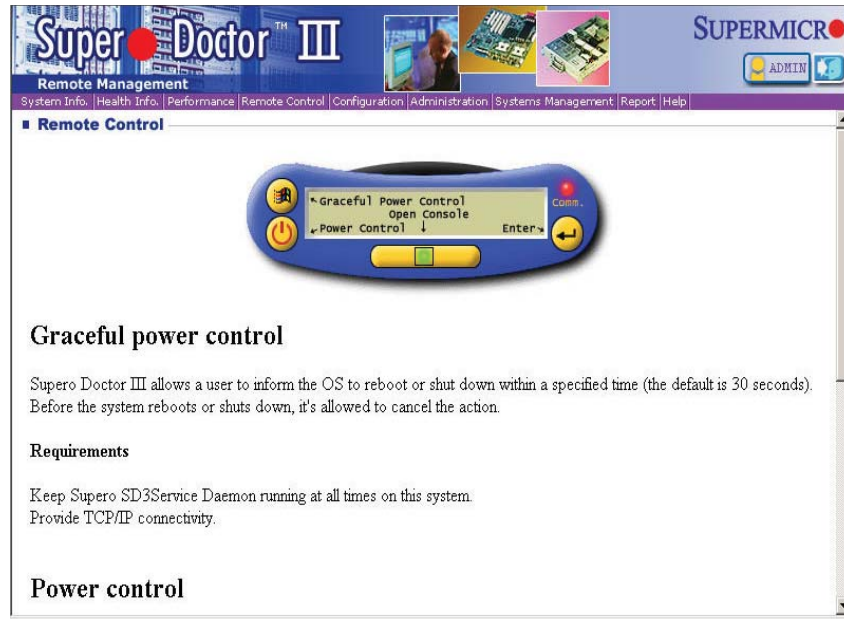 Super Doctor™ III
SUPERMICR
Remote Management
ADMIN
System Info. Health Info. Performance Remote Control Configuration Administration Systems Management Report Help
Remote Control
Graceful Power Control
Open Console
Power Control ↓ Enter
Comm.
Graceful power control
Supero Doctor III allows a user to inform the OS to reboot or shut down within a specified time (the default is 30 seconds).
Before the system reboots or shuts down, it's allowed to cancel the action.
Requirements
Keep Supero SD3Service Daemon running at all times on this system.
Provide TCP/IP connectivity.
Power control